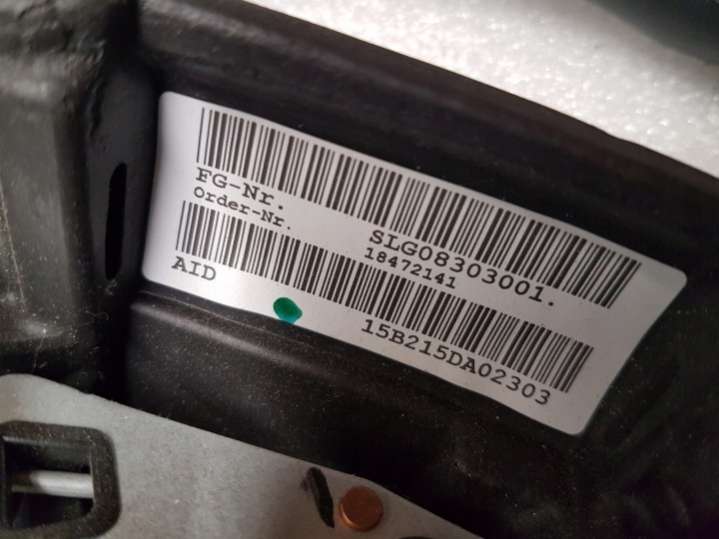 FG-Nr. SLG08303001.
Order-Nr. 18472141
AID 15B215DA02303